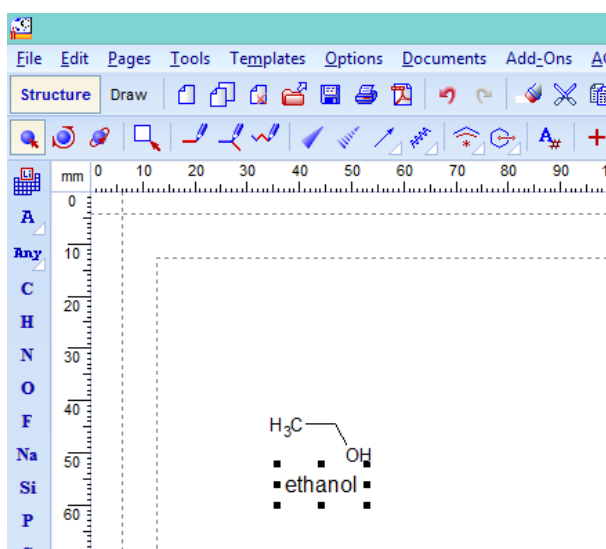 File Edit Pages Tools Templates Options Documents Add-Ons
Structure Draw
mm 0 10 20 30 40 50 60 70 80 90
0
A
Any 10
C
20
H
N 30
O
40
F
H₃C
Na 50
OH
Si
ethanol
P 60